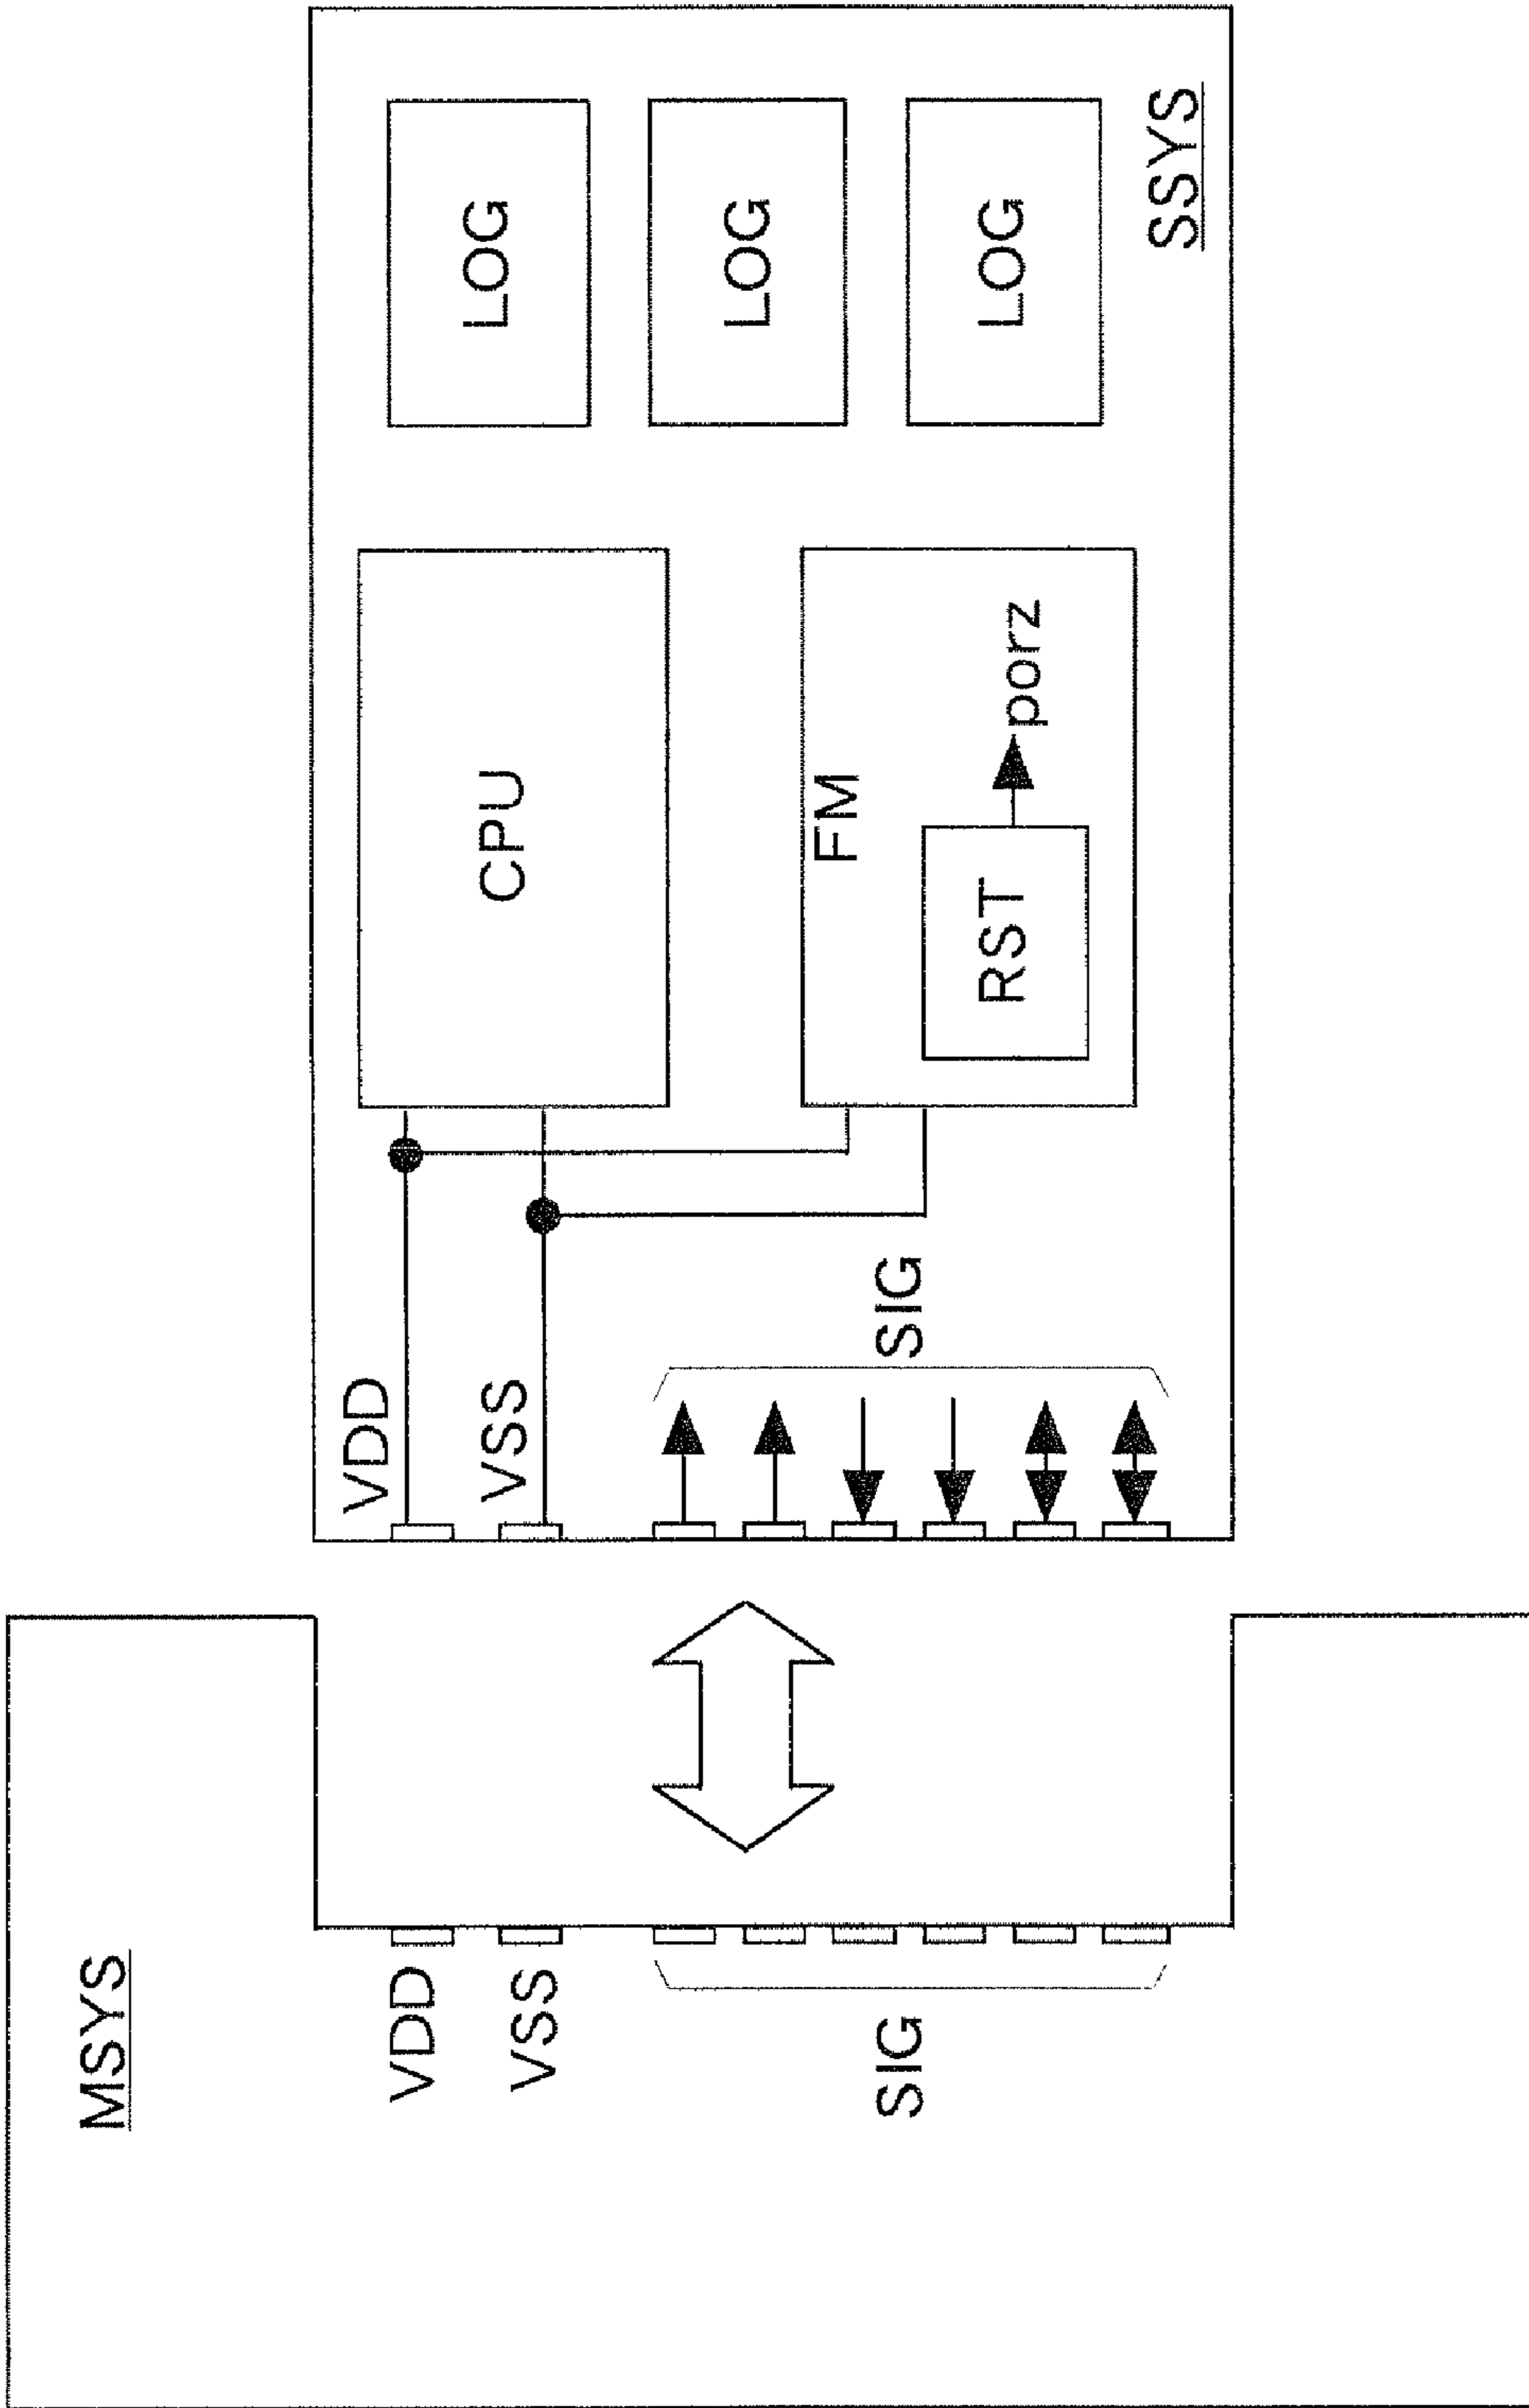 MSYS
VDD
VSS
SIG
VDD
VSS
SIG
CPU
FM
RST
porz
LOG
LOG
LOG
SSYS